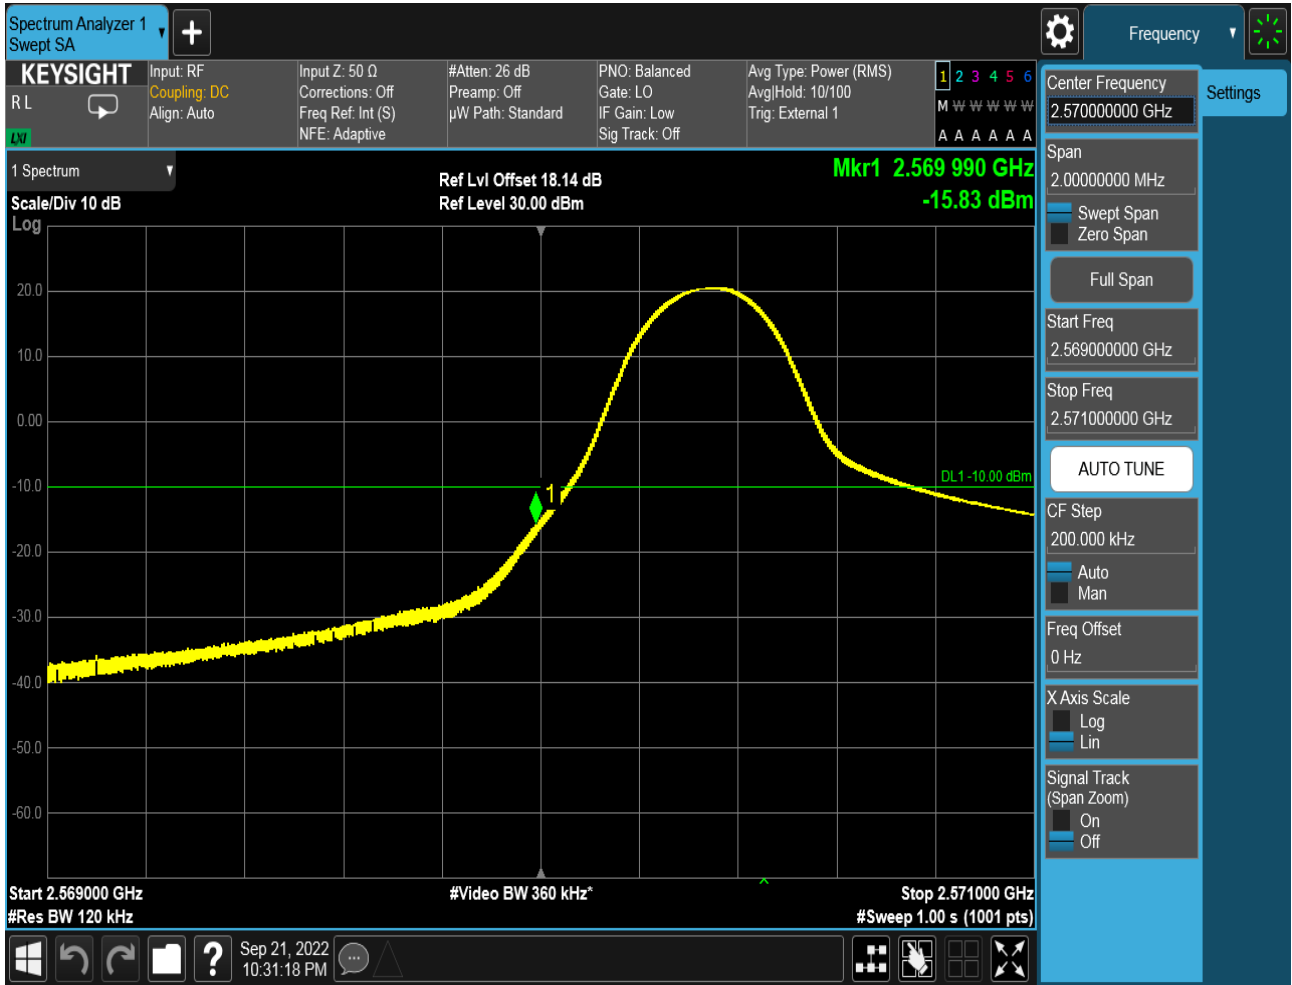 Spectrum Analyzer 1
Swept SA
Frequency
KEYSIGHT
R L
LXI
Input: RF
Coupling: DC
Align: Auto
Input Z: 50 Ω
Corrections: Off
Freq Ref: Int (S)
NFE: Adaptive
#Atten: 26 dB
Preamp: Off
µW Path: Standard
PNO: Balanced
Gate: LO
IF Gain: Low
Sig Track: Off
Avg Type: Power (RMS)
Avg|Hold: 10/100
Trig: External 1
1 2 3 4 5 6
M W W W W W
A A A A A A
1 Spectrum
Scale/Div 10 dB
Log
Ref Lvl Offset 18.14 dB
Ref Level 30.00 dBm
Mkr1 2.569 990 GHz
-15.83 dBm
20.0
10.0
0.00
-10.0
-20.0
-30.0
-40.0
-50.0
-60.0
1
DL1 -10.00 dBm
Start 2.569000 GHz
#Res BW 120 kHz
#Video BW 360 kHz*
Stop 2.571000 GHz
#Sweep 1.00 s (1001 pts)
Sep 21, 2022
10:31:18 PM
Settings
Center Frequency
2.570000000 GHz
Span
2.00000000 MHz
Swept Span
Zero Span
Full Span
Start Freq
2.569000000 GHz
Stop Freq
2.571000000 GHz
AUTO TUNE
CF Step
200.000 kHz
Auto
Man
Freq Offset
0 Hz
X Axis Scale
Log
Lin
Signal Track
(Span Zoom)
On
Off